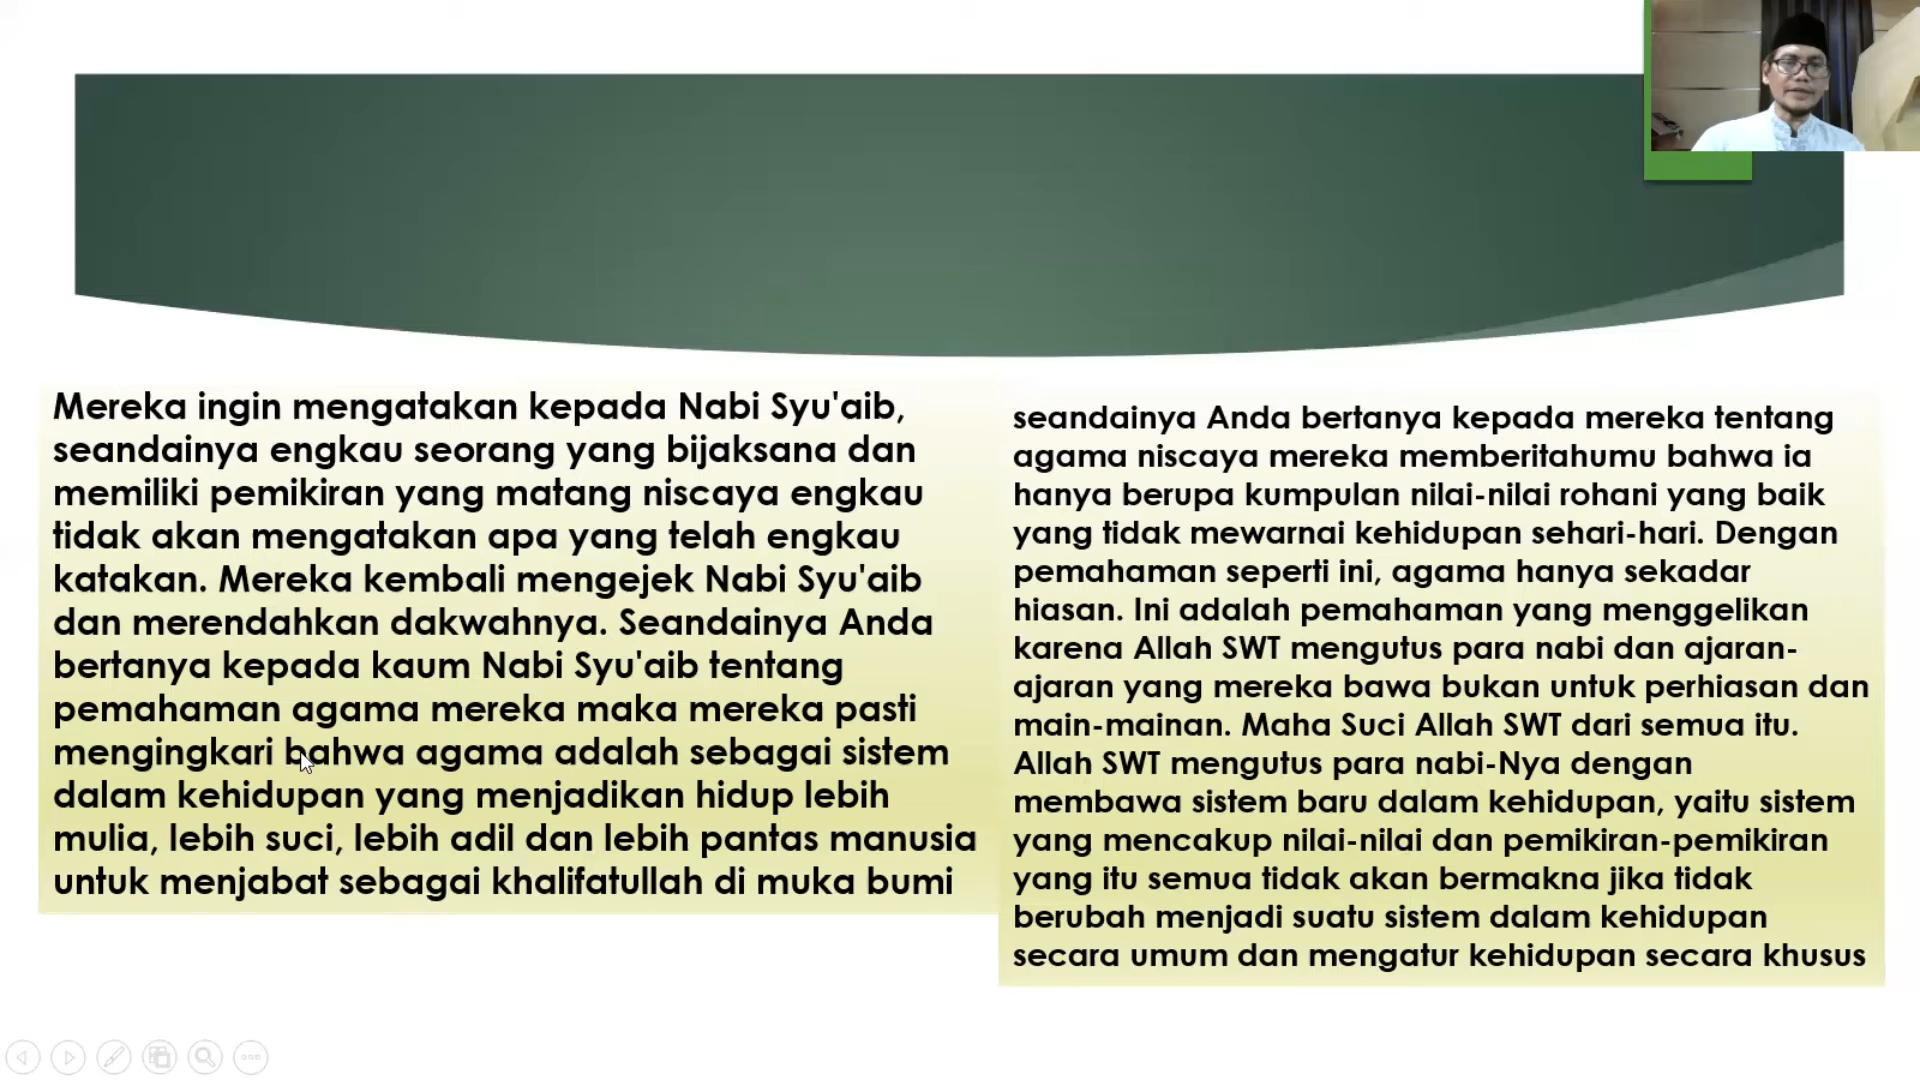 Mereka ingin mengatakan kepada Nabi Syu'aib,
seandainya engkau seorang yang bijaksana dan
memiliki pemikiran yang matang niscaya engkau
tidak akan mengatakan apa yang telah engkau
katakan. Mereka kembali mengejek Nabi Syu'aib
dan merendahkan dakwahnya. Seandainya Anda
bertanya kepada kaum Nabi Syu'aib tentang
pemahaman agama mereka maka mereka pasti
mengingkari bahwa agama adalah sebagai sistem
dalam kehidupan yang menjadikan hidup lebih
mulia, lebih suci, lebih adil dan lebih pantas manusia
untuk menjabat sebagai khalifatullah di muka bumi
seandainya Anda bertanya kepada mereka tentang
agama niscaya mereka memberitahumu bahwa ia
hanya berupa kumpulan nilai-nilai rohani yang baik
yang tidak mewarnai kehidupan sehari-hari. Dengan
pemahaman seperti ini, agama hanya sekadar
hiasan. Ini adalah pemahaman yang menggelikan
karena Allah SWT mengutus para nabi dan ajaran-
ajaran yang mereka bawa bukan untuk perhiasan dan
main-mainan. Maha Suci Allah SWT dari semua itu.
Allah SWT mengutus para nabi-Nya dengan
membawa sistem baru dalam kehidupan, yaitu sistem
yang mencakup nilai-nilai dan pemikiran-pemikiran
yang itu semua tidak akan bermakna jika tidak
berubah menjadi suatu sistem dalam kehidupan
secara umum dan mengatur kehidupan secara khusus